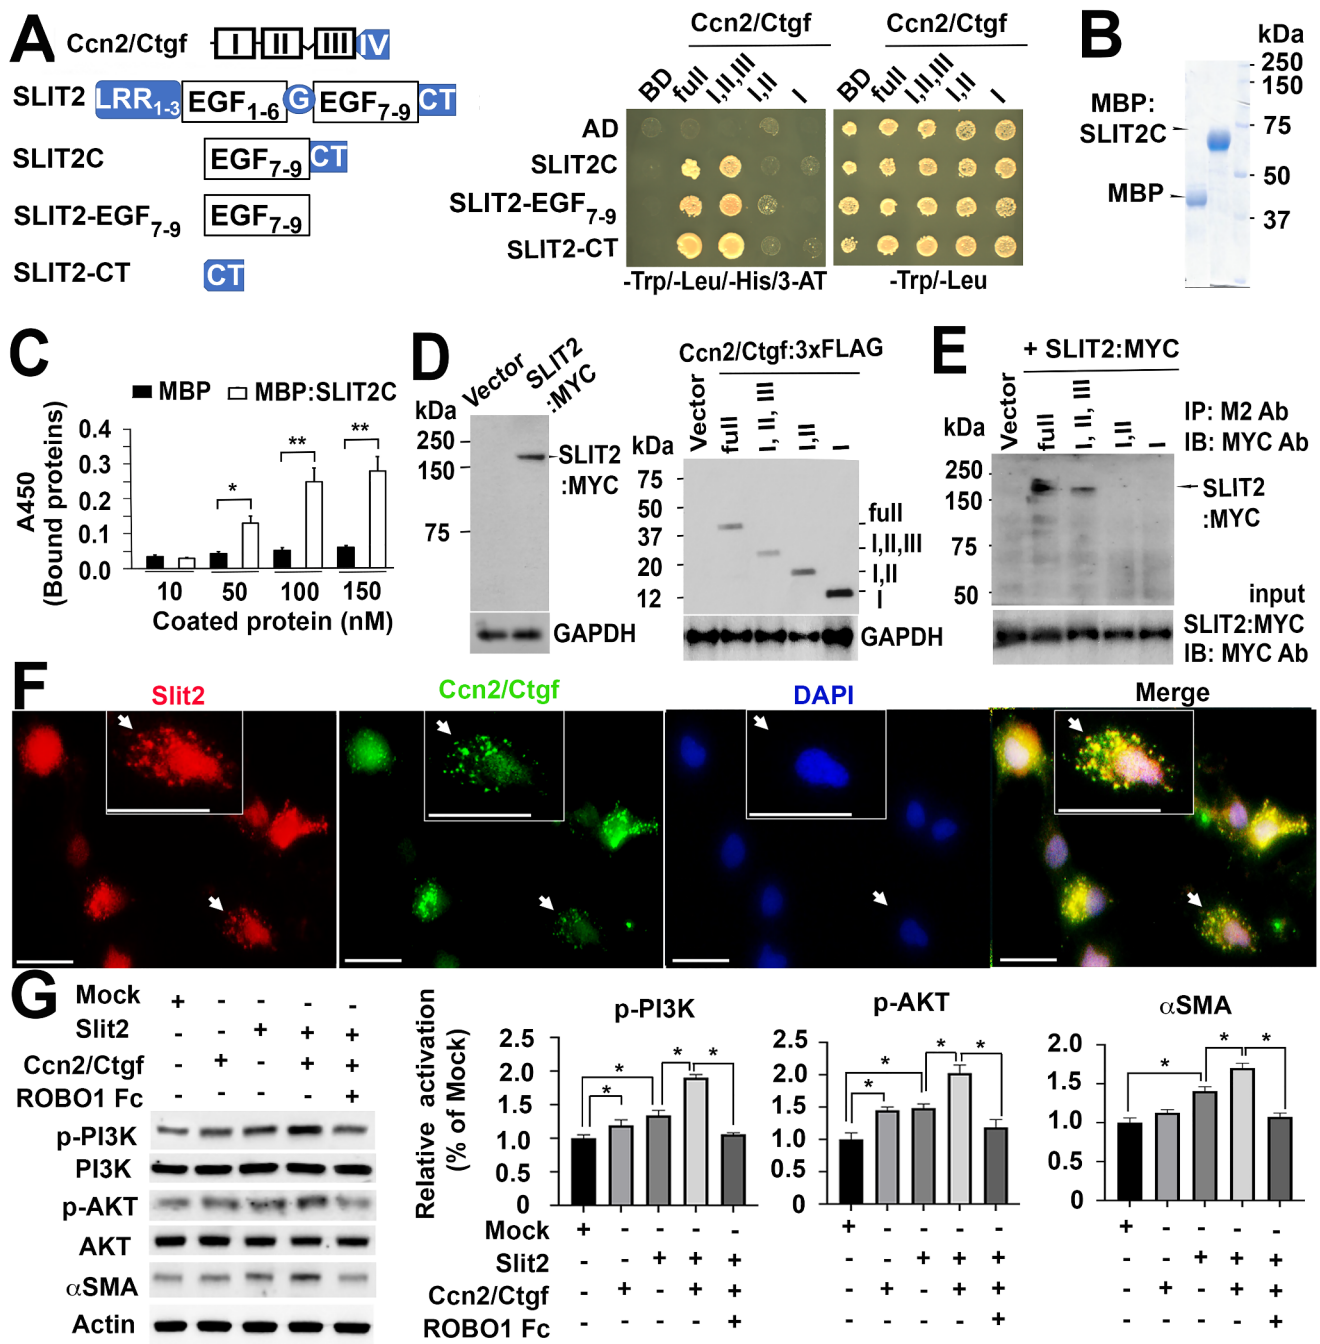 A
Ccn2/Ctgf I II III IV
SLIT2 LRR1-3 EGF1-6 G EGF7-9 CT
SLIT2C EGF7-9 CT
SLIT2-EGF7-9 EGF7-9
SLIT2-CT CT
Ccn2/Ctgf Ccn2/Ctgf
BD full I,II,III I,II I BD full I,II,III I,II I
AD
SLIT2C
SLIT2-EGF7-9
SLIT2-CT
-Trp/-Leu/-His/3-AT -Trp/-Leu
B
kDa
250
150
MBP:
SLIT2C
75
50
MBP
37
C
MBP MBP:SLIT2C
A450
(Bound proteins)
0.4
0.3
0.2
0.1
0.0
* ** **
10 50 100 150
Coated protein (nM)
D
Vector SLIT2
:MYC
kDa
250
150
75
SLIT2
:MYC
GAPDH
Ccn2/Ctgf:3xFLAG
Vector full I, II, III I,II I
kDa
75
50
37
20
12
full
I,II,III
I,II
I
GAPDH
E
+ SLIT2:MYC
Vector full I, II, III I,II I
IP: M2 Ab
IB: MYC Ab
kDa
250
150
75
50
SLIT2
:MYC
input
SLIT2:MYC
IB: MYC Ab
F
Slit2 Ccn2/Ctgf DAPI Merge
G
Mock + - - - -
Slit2 - - + + +
Ccn2/Ctgf - + - + +
ROBO1 Fc - - - - +
p-PI3K
PI3K
p-AKT
AKT
αSMA
Actin
Relative activation
(% of Mock)
p-PI3K
2.5
2.0
1.5
1.0
0.5
0
* * * *
p-AKT
2.5
2.0
1.5
1.0
0.5
0
* * * *
αSMA
2.0
1.5
1.0
0.5
0
* * *
Mock + - - - - + - - - - + - - - -
Slit2 - - + + + - - + + + - - + + +
Ccn2/Ctgf - + - + + - + - + + - + - + +
ROBO1 Fc - - - - + - - - - + - - - - +